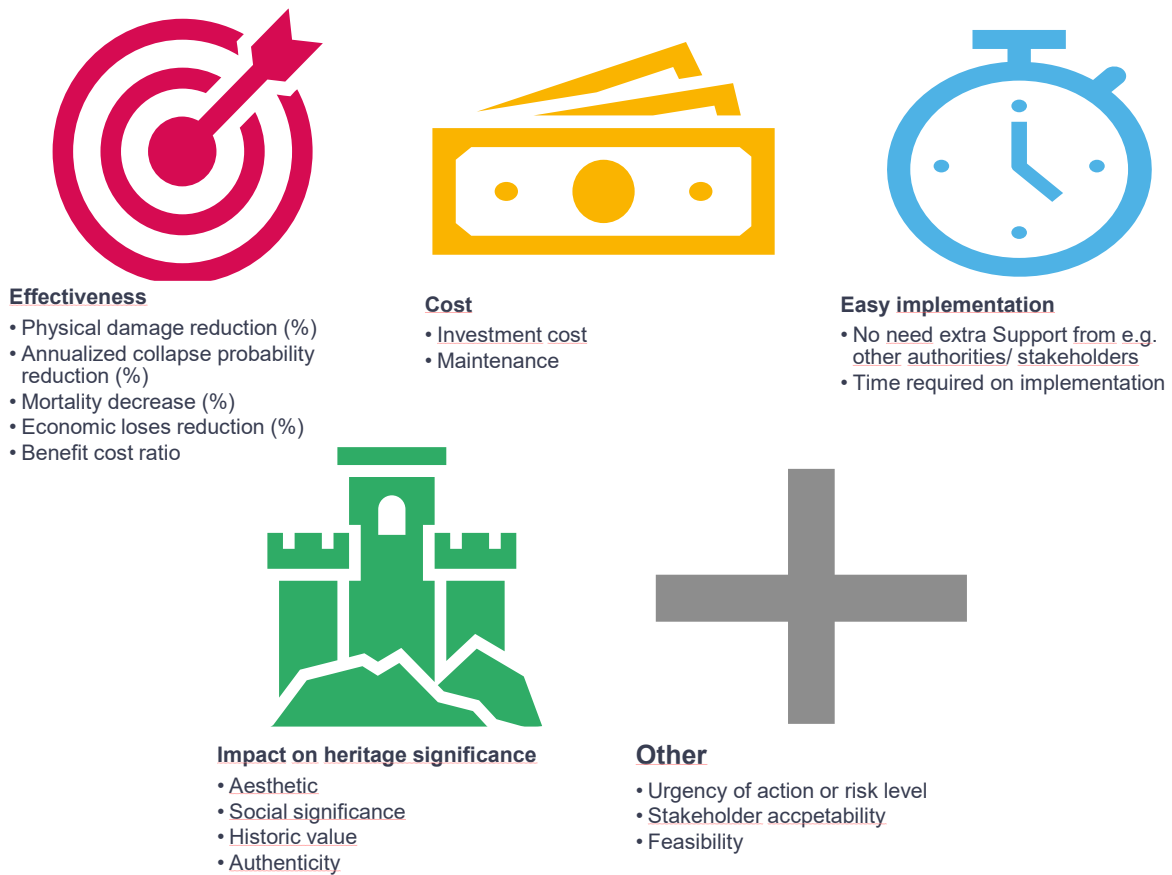 Effectiveness
• Physical damage reduction (%)
• Annualized collapse probability
reduction (%)
• Mortality decrease (%)
• Economic loses reduction (%)
• Benefit cost ratio
Cost
• Investment cost
• Maintenance
Easy implementation
• No need extra Support from e.g.
other authorities/ stakeholders
• Time required on implementation
Impact on heritage significance
• Aesthetic
• Social significance
• Historic value
• Authenticity
Other
• Urgency of action or risk level
• Stakeholder accpetability
• Feasibility